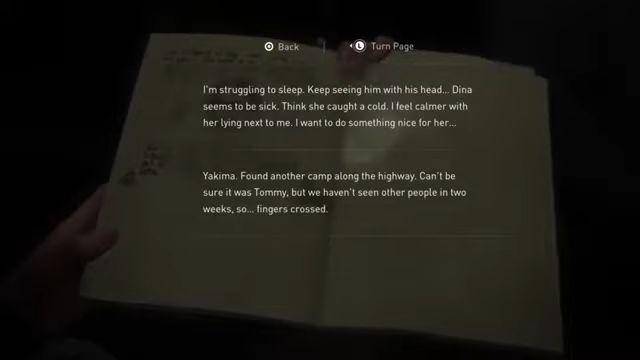 Back
L Turn Page
I'm struggling to sleep. Keep seeing him with his head... Dina
seems to be sick. Think she caught a cold. I feel calmer with
her lying next to me. I want to do something nice for her...
Yakima. Found another camp along the highway. Can't be
sure it was Tommy, but we haven't seen other people in two
weeks, so... fingers crossed.